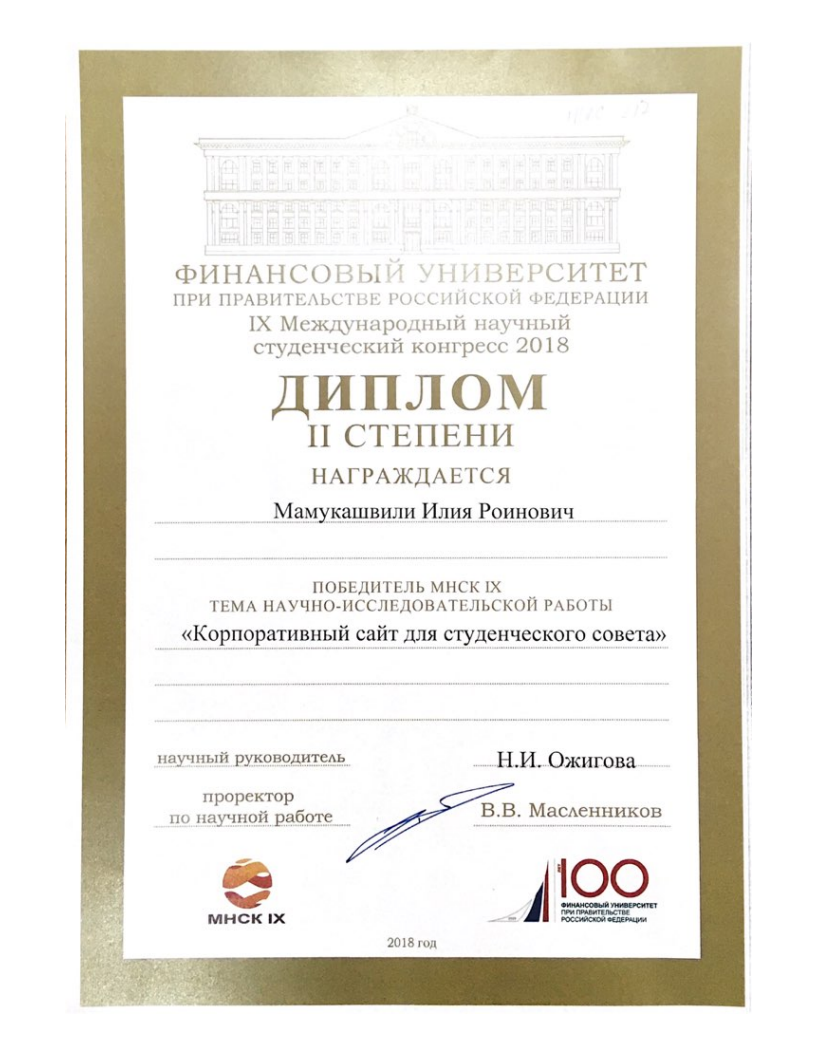 ФИНАНСОВЫЙ УНИВЕРСИТЕТ
ПРИ ПРАВИТЕЛЬСТВЕ РОССИЙСКОЙ ФЕДЕРАЦИИ
IX Международный научный
студенческий конгресс 2018
ДИПЛОМ
II СТЕПЕНИ
НАГРАЖДАЕТСЯ
Мамукашвили Илия Роинович
ПОБЕДИТЕЛЬ МНСК IX
ТЕМА НАУЧНО-ИССЛЕДОВАТЕЛЬСКОЙ РАБОТЫ
«Корпоративный сайт для студенческого совета»
научный руководитель Н.И. Ожигова
проректор
по научной работе В.В. Масленников
МНСК IX
100
ФИНАНСОВЫЙ УНИВЕРСИТЕТ
ПРИ ПРАВИТЕЛЬСТВЕ
РОССИЙСКОЙ ФЕДЕРАЦИИ
2018 год